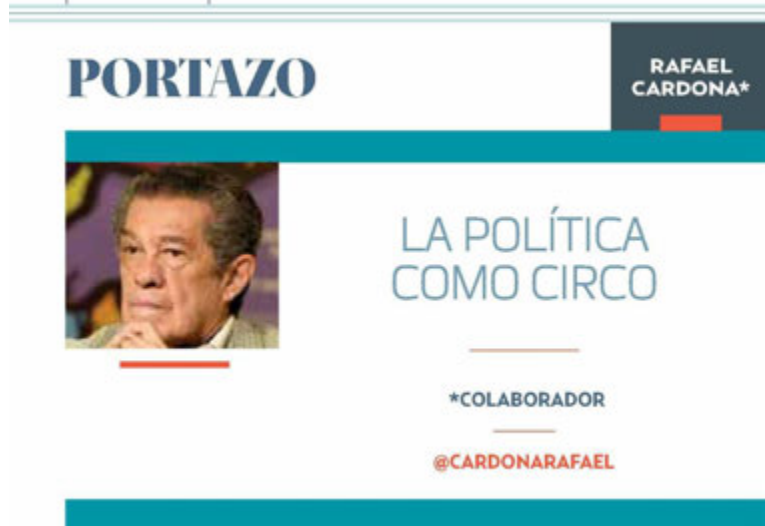 PORTAZO
RAFAEL
CARDONA*
LA POLÍTICA
COMO CIRCO
*COLABORADOR
@CARDONARAFAEL